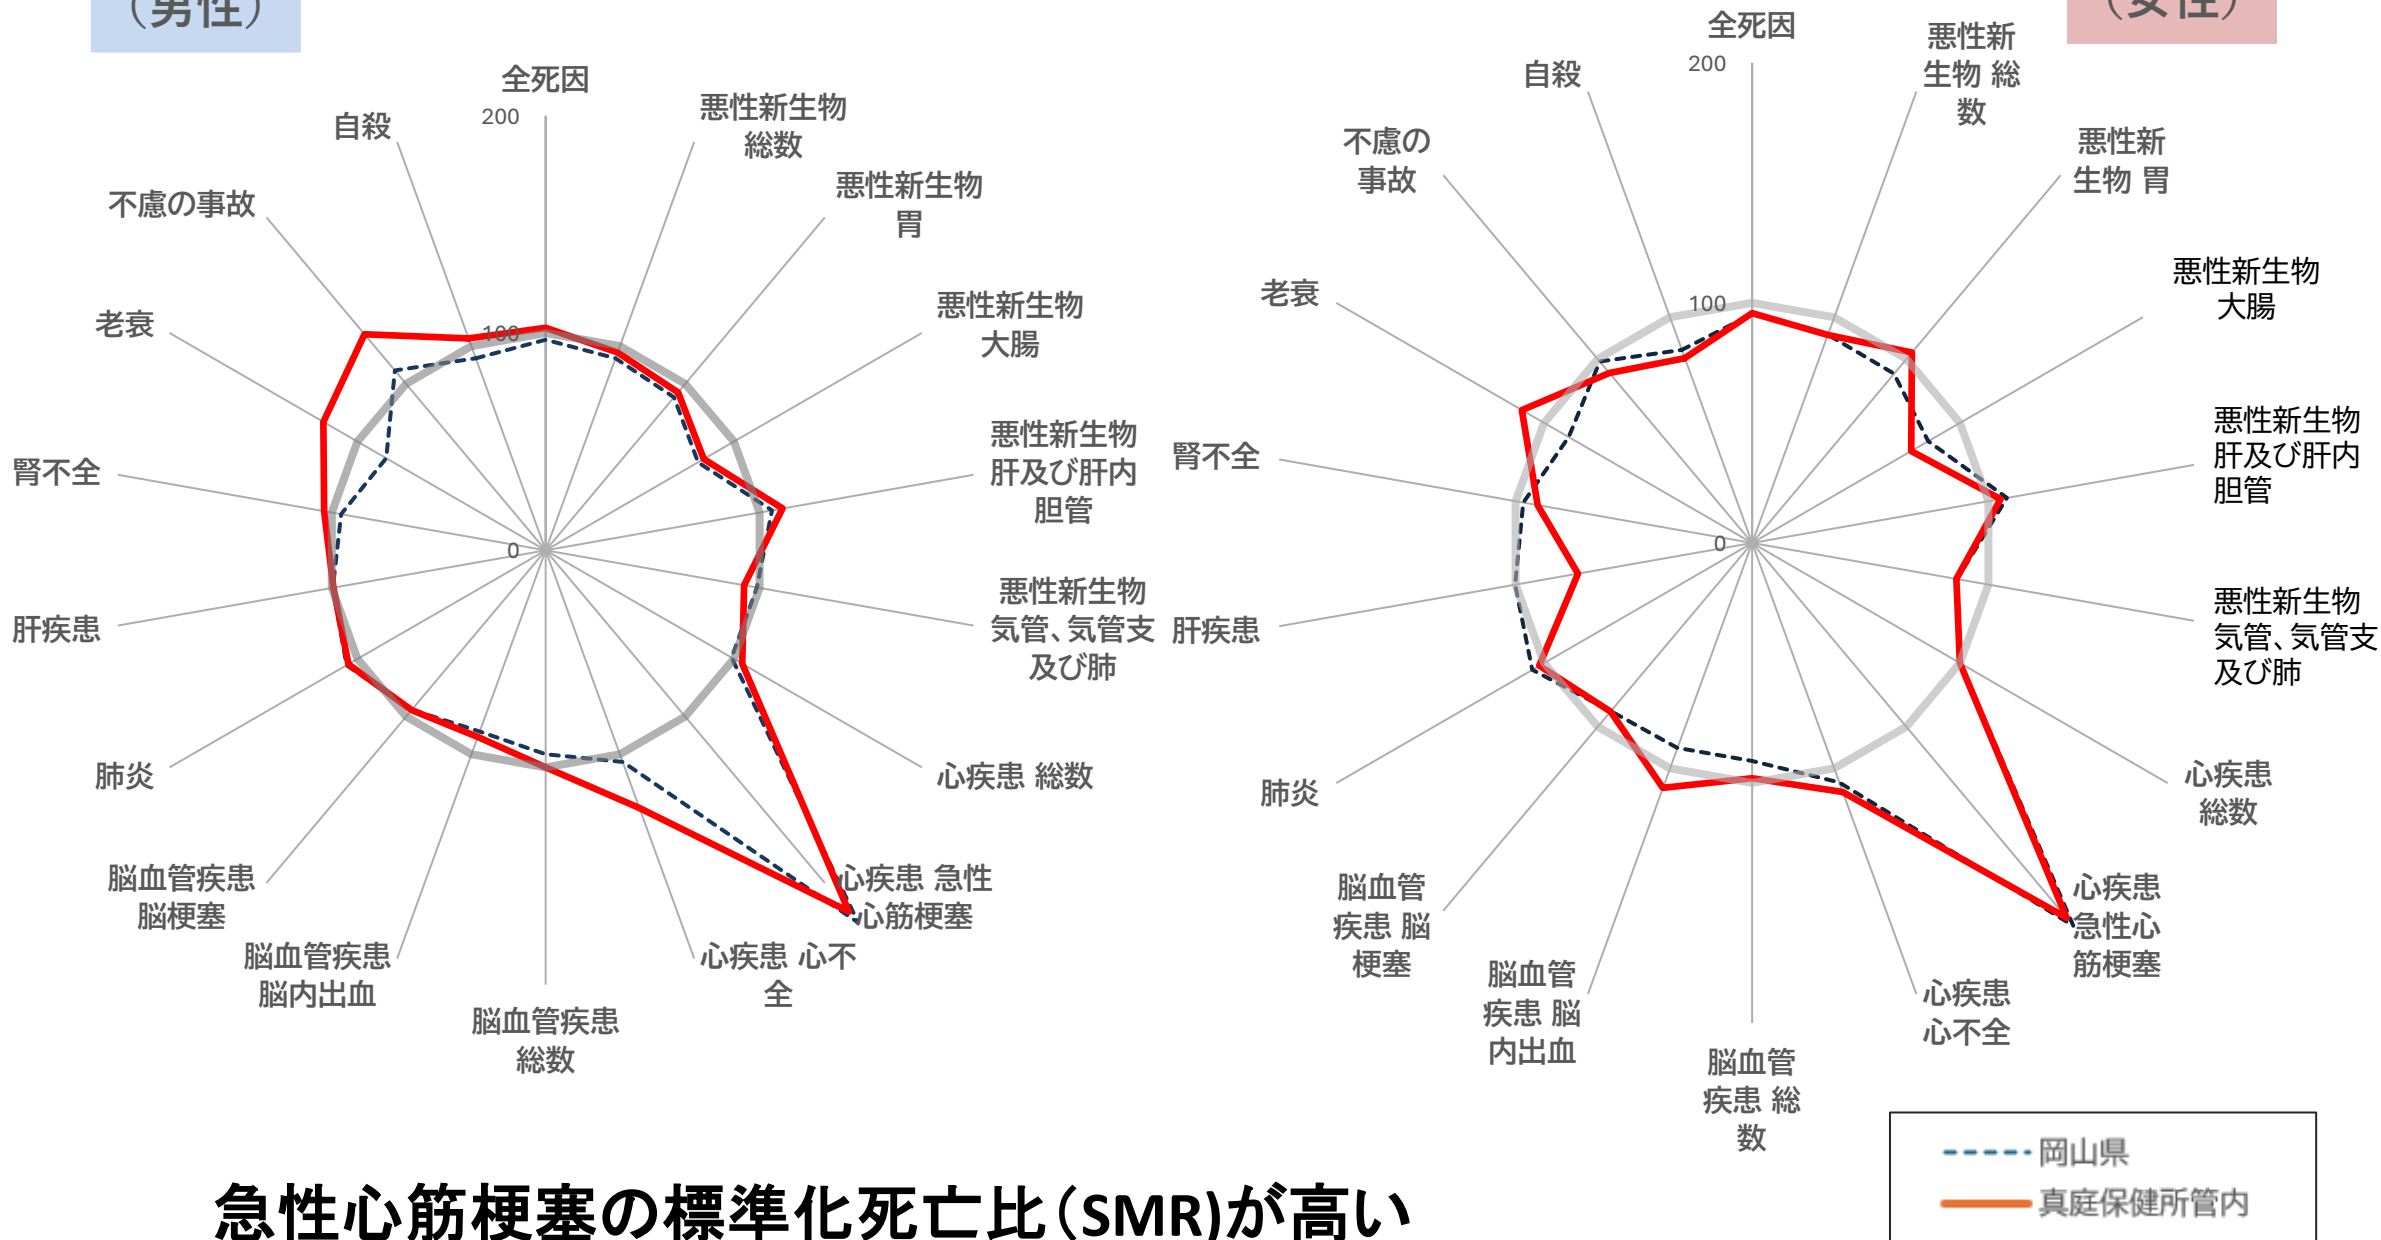 （男性）
全死因
200
100
0
悪性新生物
総数
悪性新生物
胃
悪性新生物
大腸
悪性新生物
肝及び肝内
胆管
悪性新生物
気管、気管支
及び肺
心疾患 総数
心疾患 急性
心筋梗塞
心疾患 心不
全
脳血管疾患
総数
脳血管疾患
脳内出血
脳血管疾患
脳梗塞
肺炎
肝疾患
腎不全
老衰
不慮の事故
自殺
（女性）
全死因
200
100
0
悪性新
生物 総
数
悪性新
生物 胃
悪性新生物
大腸
悪性新生物
肝及び肝内
胆管
悪性新生物
気管、気管支
及び肺
心疾患
総数
心疾患
急性心
筋梗塞
心疾患
心不全
脳血管
疾患 総
数
脳血管
疾患 脳
内出血
脳血管
疾患 脳
梗塞
肺炎
肝疾患
腎不全
老衰
不慮の
事故
自殺
岡山県
真庭保健所管内
急性心筋梗塞の標準化死亡比（SMR)が高い